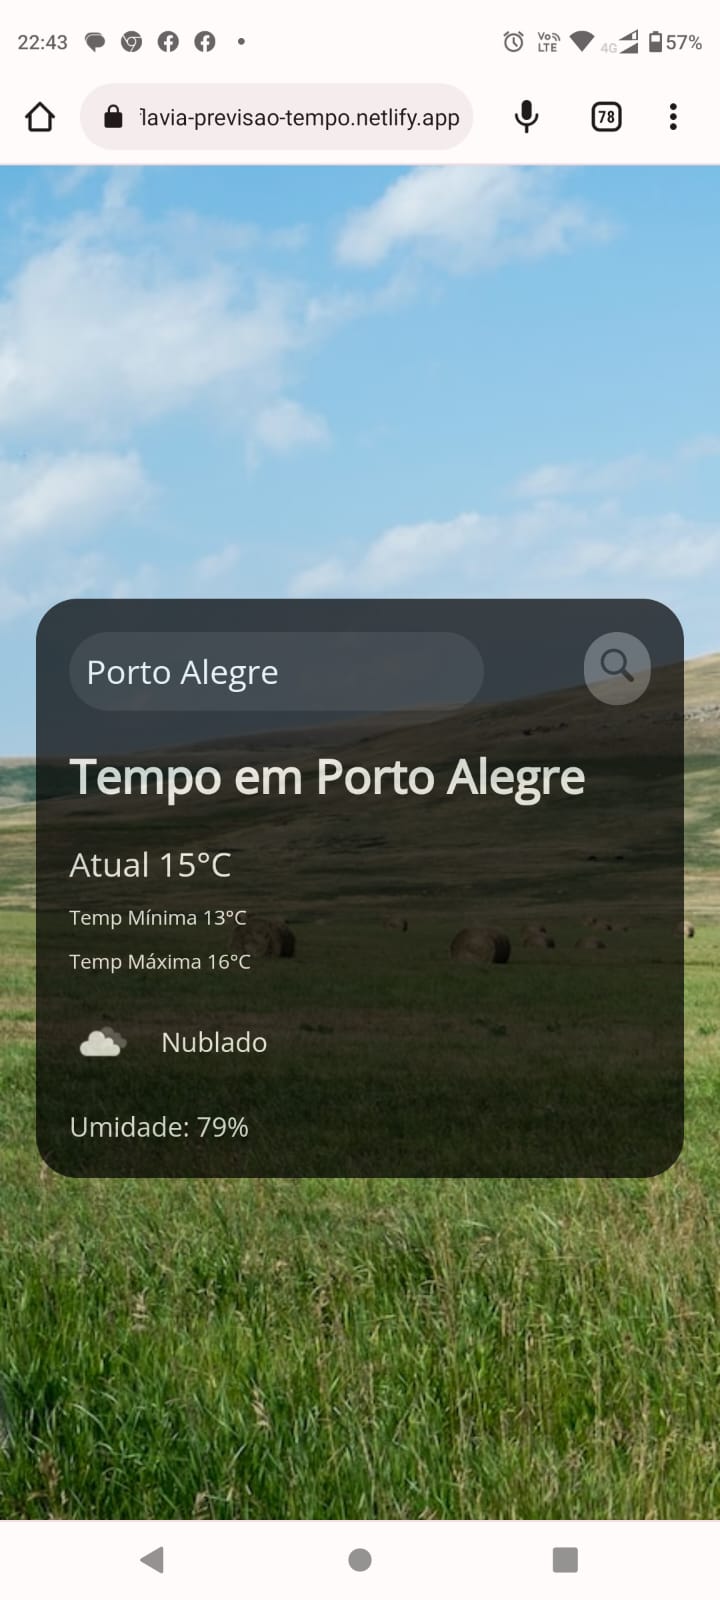 22:43
Vo
LTE
4G
57%
lavia-previsao-tempo.netlify.app
78
Porto Alegre
Tempo em Porto Alegre
Atual 15°C
Temp Mínima 13°C
Temp Máxima 16°C
Nublado
Umidade: 79%